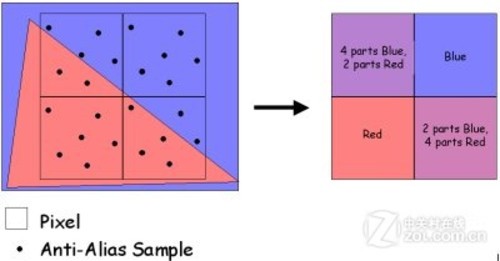 4 parts Blue,
2 parts Red
Blue
Red
2 parts Blue,
4 parts Red
Pixel
Anti-Alias Sample
中关村在线
zol.com.cn